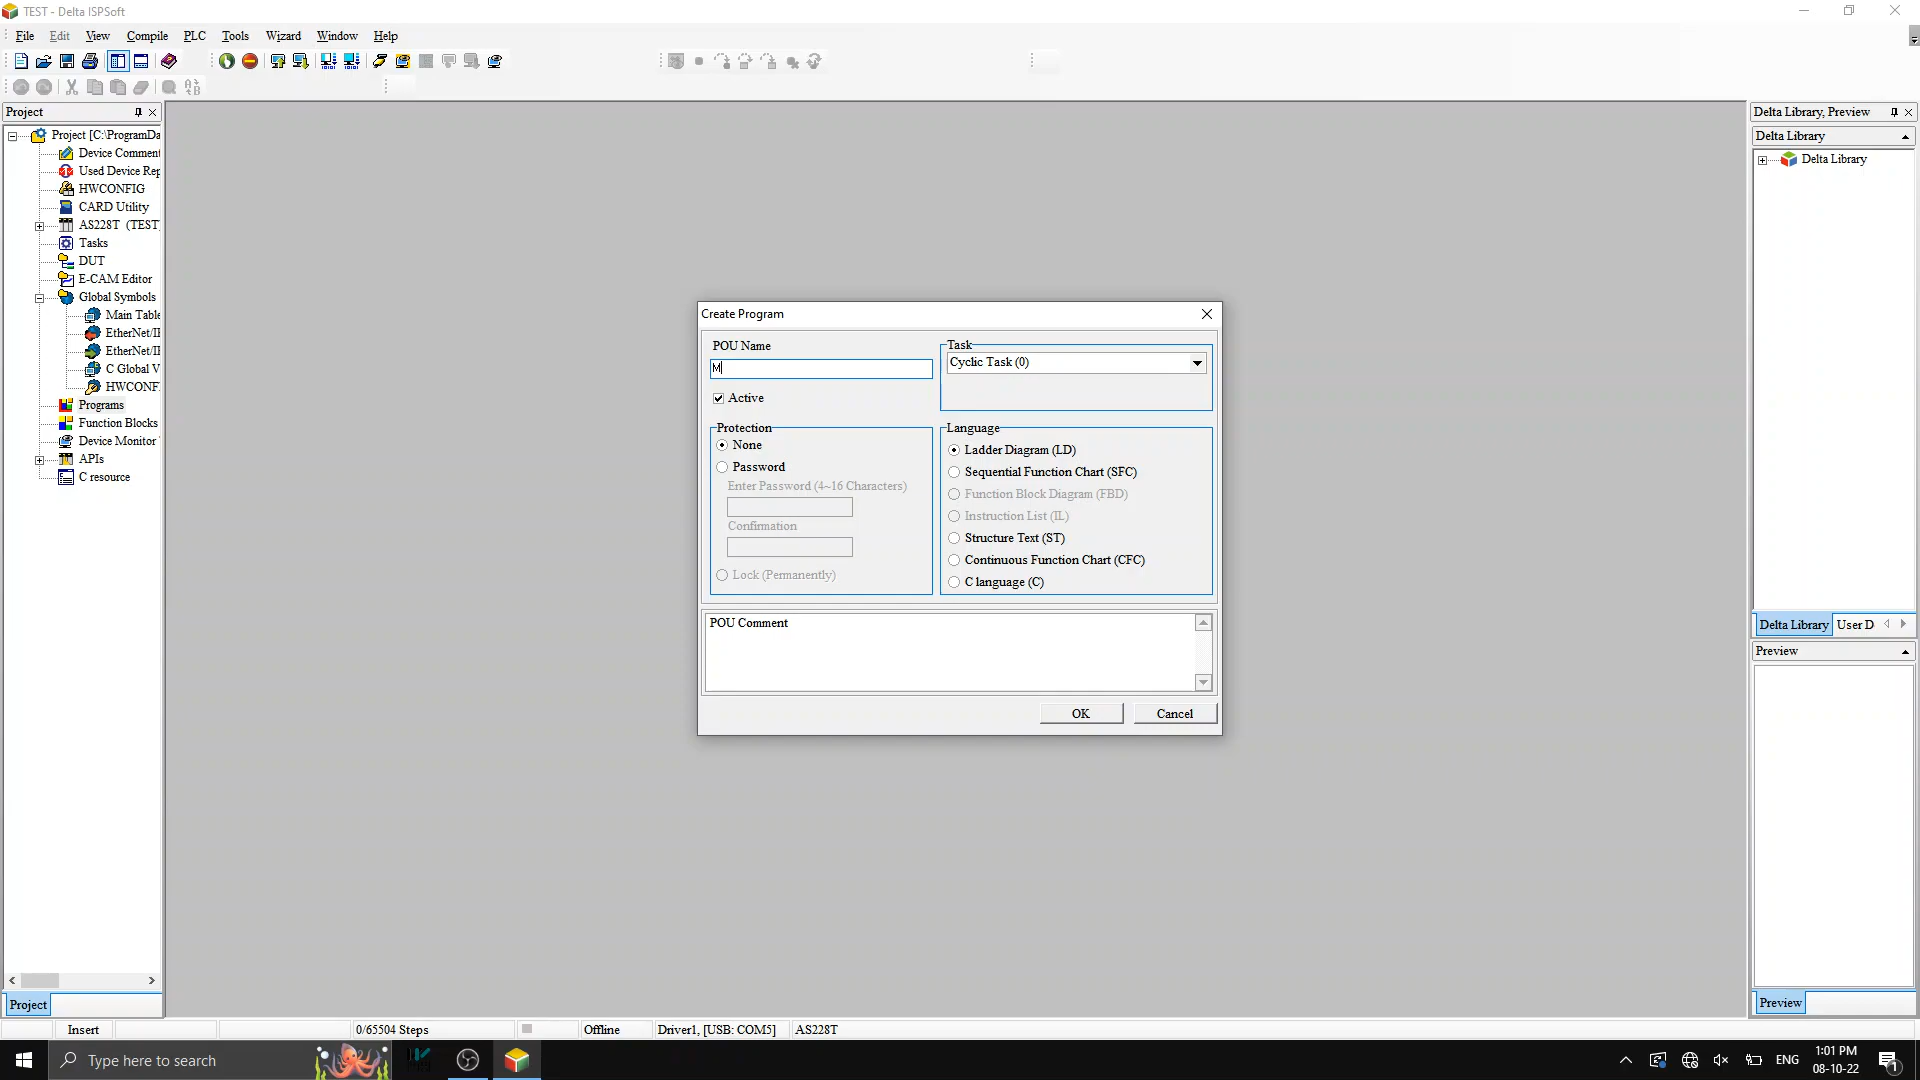 TEST - Delta ISPSoft
File Edit View Compile PLC Tools Wizard Window Help
Project
Project [C:\ProgramDa
Device Comment
Used Device Rep
HWCONFIG
CARD Utility
AS228T (TEST
Tasks
DUT
E-CAM Editor
Global Symbols
Main Table
EtherNet/IP
EtherNet/IP
C Global V
HWCONF
Programs
Function Blocks
Device Monitor
APIs
C resource
Project
Create Program
POU Name
M
Active
Task
Cyclic Task (0)
Protection
None
Password
Enter Password (4~16 Characters)
Confirmation
Lock (Permanently)
Language
Ladder Diagram (LD)
Sequential Function Chart (SFC)
Function Block Diagram (FBD)
Instruction List (IL)
Structure Text (ST)
Continuous Function Chart (CFC)
C language (C)
POU Comment
OK Cancel
Delta Library, Preview
Delta Library
Delta Library
Delta Library User D
Preview
Preview
Insert 0/65504 Steps Offline Driver1, [USB: COM5] AS228T
Type here to search
ENG
1:01 PM
08-10-22
1